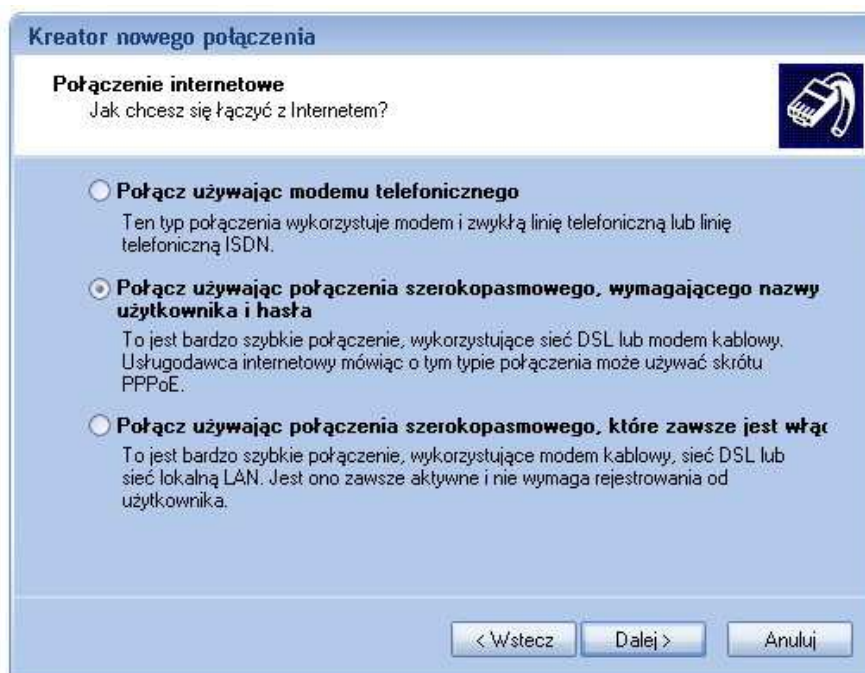 Kreator nowego połączenia
Połączenie internetowe
Jak chcesz się łączyć z Internetem?
Połącz używając modemu telefonicznego
Ten typ połączenia wykorzystuje modem i zwykłą linię telefoniczną lub linię
telefoniczną ISDN.
Połącz używając połączenia szerokopasmowego, wymagającego nazwy
użytkownika i hasła
To jest bardzo szybkie połączenie, wykorzystujące sieć DSL lub modem kablowy.
Usługodawca internetowy mówiąc o tym typie połączenia może używać skrótu
PPPoE.
Połącz używając połączenia szerokopasmowego, które zawsze jest
To jest bardzo szybkie połączenie, wykorzystujące modem kablowy, sieć DSL lub
sieć lokalną LAN. Jest ono zawsze aktywne i nie wymaga rejestrowania od
użytkownika.
< Wstecz
Dalej >
Anuluj